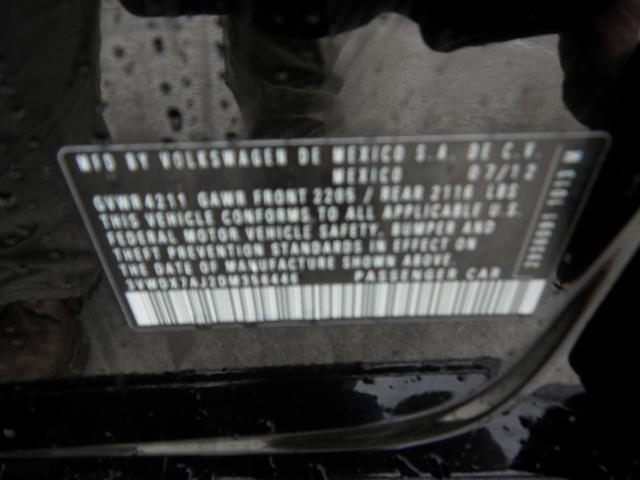 MFD BY VOLKSWAGEN DE MEXICO S.A. DE C.V.
MEXICO 07/12
GVWR 4211 GAWR FRONT 2205 / REAR 2116 LBS
THIS VEHICLE CONFORMS TO ALL APPLICABLE U.S.
FEDERAL MOTOR VEHICLE SAFETY, BUMPER AND
THEFT PREVENTION STANDARDS IN EFFECT ON
THE DATE OF MANUFACTURE SHOWN ABOVE.
PASSENGER CAR